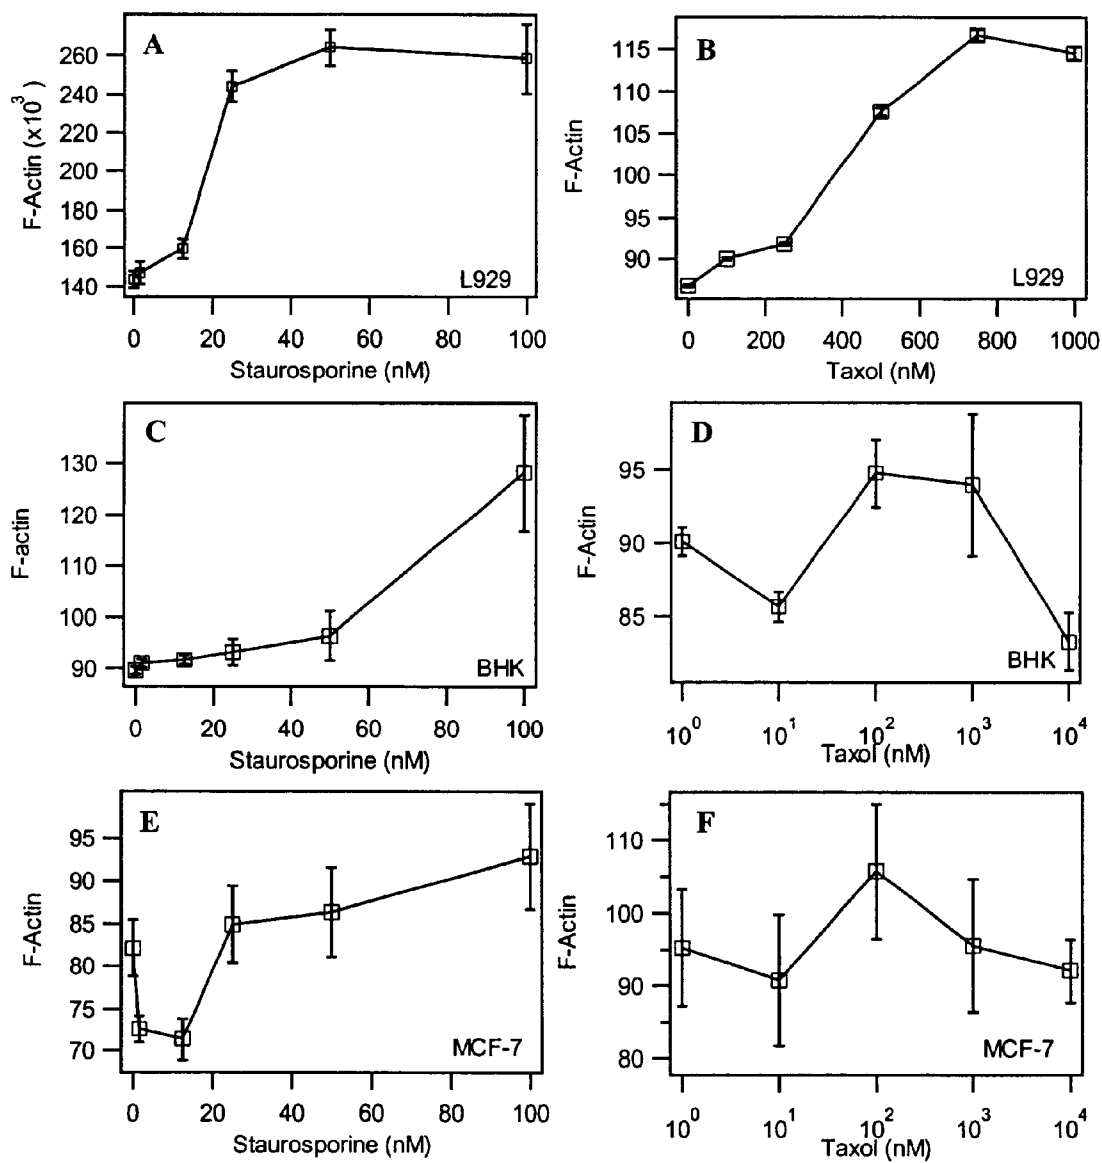 A
F-Actin (x10³)
260
240
220
200
180
160
140
L929
0 20 40 60 80 100
Staurosporine (nM)
B
F-Actin
115
110
105
100
95
90
L929
0 200 400 600 800 1000
Taxol (nM)
C
F-actin
130
120
110
100
90
BHK
0 20 40 60 80 100
Staurosporine (nM)
D
F-Actin
95
90
85
BHK
10⁰ 10¹ 10² 10³ 10⁴
Taxol (nM)
E
F-Actin
95
90
85
80
75
70
MCF-7
0 20 40 60 80 100
Staurosporine (nM)
F
F-Actin
110
100
90
80
MCF-7
10⁰ 10¹ 10² 10³ 10⁴
Taxol (nM)